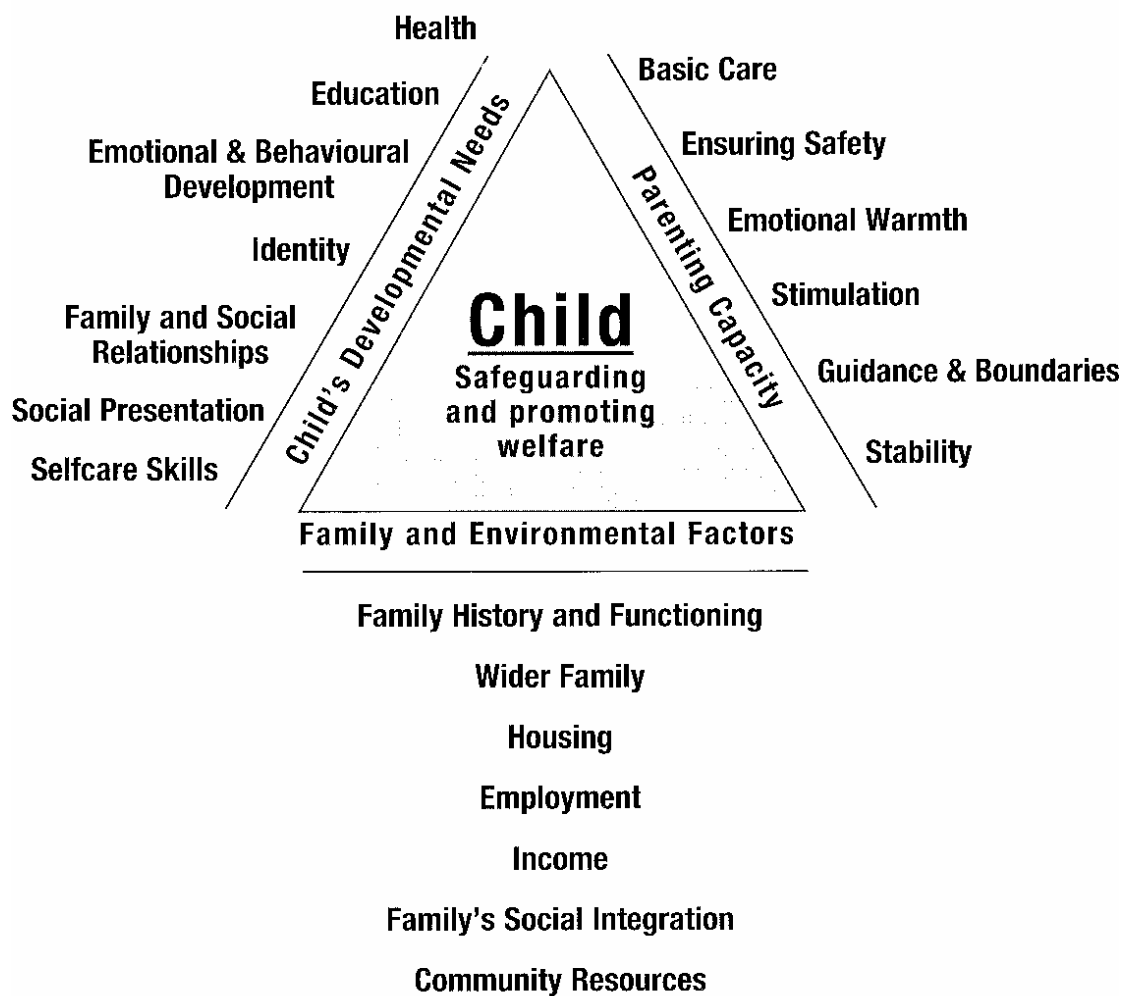 Health
Education
Emotional & Behavioural
Development
Identity
Family and Social
Relationships
Social Presentation
Selfcare Skills
Child's Developmental Needs
Basic Care
Ensuring Safety
Emotional Warmth
Stimulation
Guidance & Boundaries
Stability
Parenting Capacity
Child
Safeguarding
and promoting
welfare
Family and Environmental Factors
Family History and Functioning
Wider Family
Housing
Employment
Income
Family's Social Integration
Community Resources